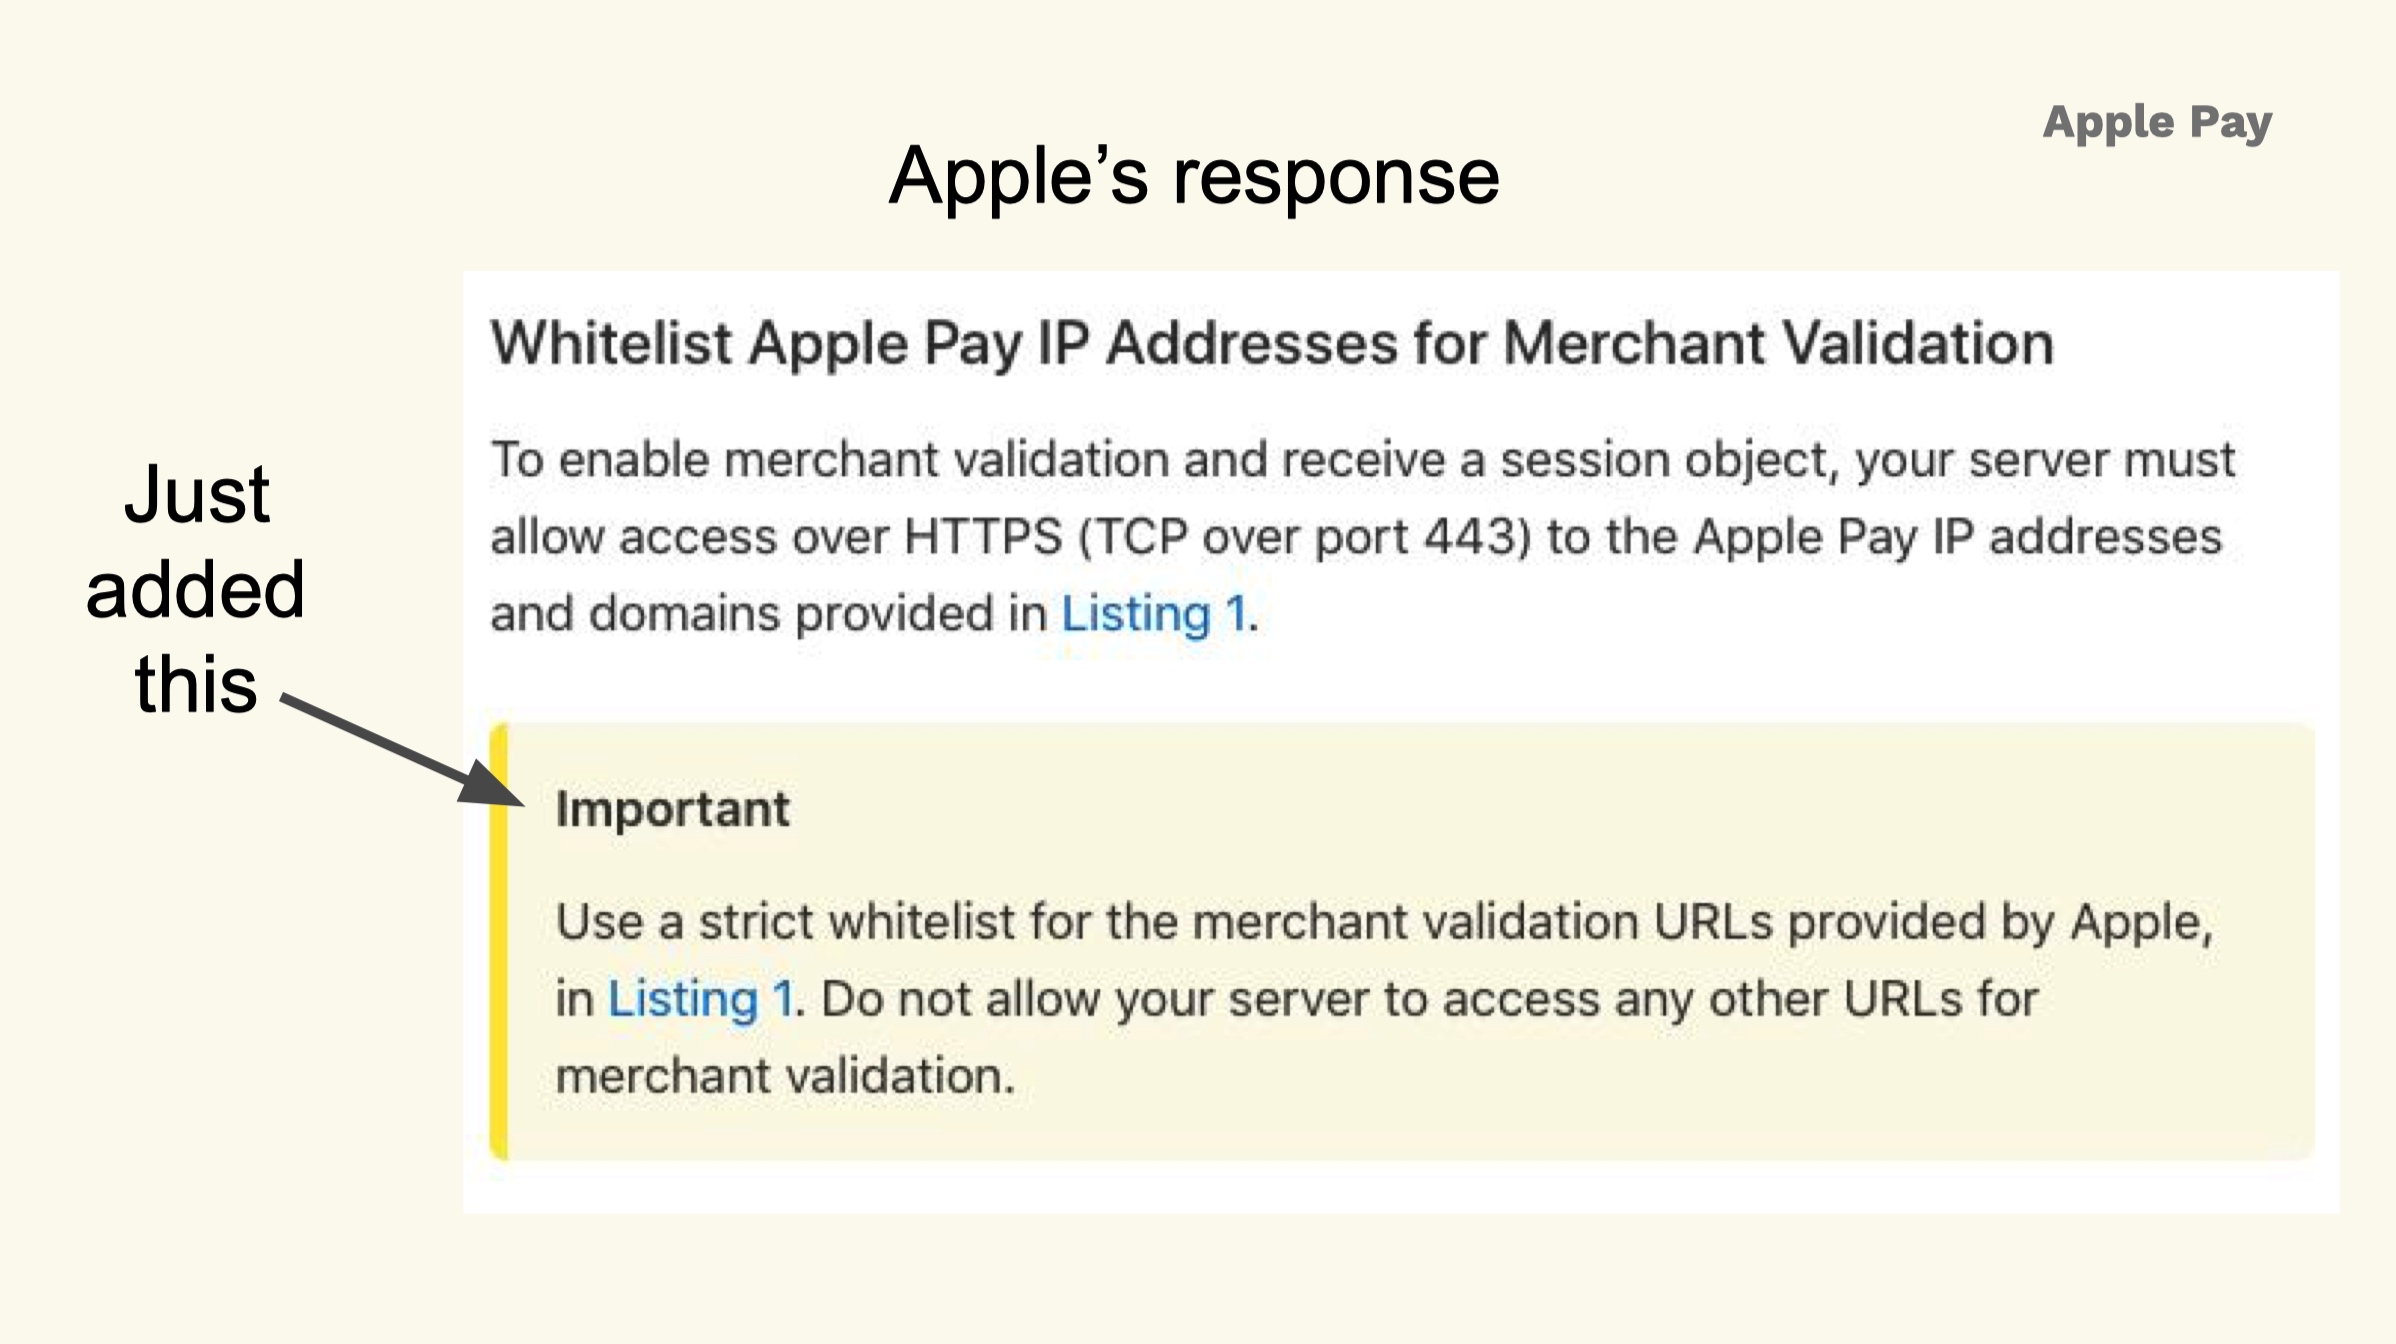 Apple Pay
Apple’s response
Whitelist Apple Pay IP Addresses for Merchant Validation
To enable merchant validation and receive a session object, your server must
allow access over HTTPS (TCP over port 443) to the Apple Pay IP addresses
and domains provided in Listing 1.
Just
added
this
Important
Use a strict whitelist for the merchant validation URLs provided by Apple,
in Listing 1. Do not allow your server to access any other URLs for
merchant validation.